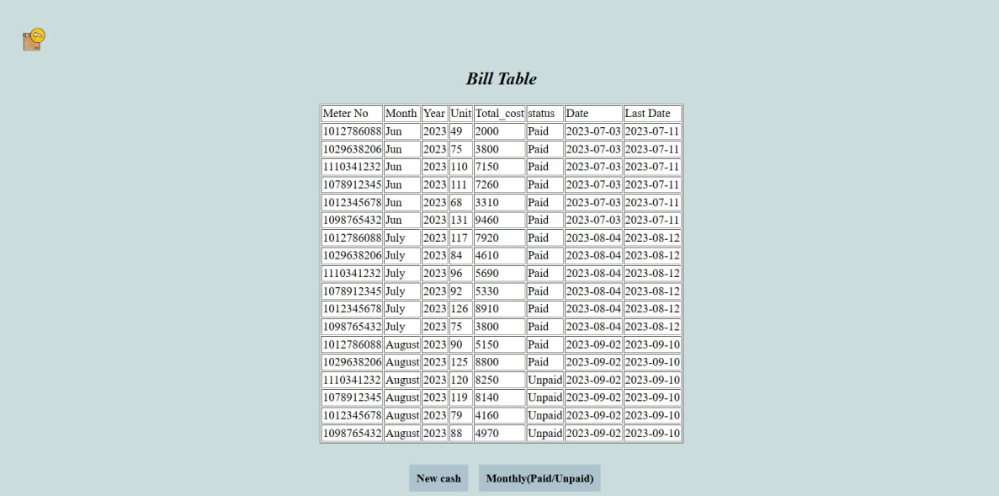 Bill Table
Meter No Month Year Unit Total_cost status Date Last Date
1012786088 Jun 2023 49 2000 Paid 2023-07-03 2023-07-11
1029638206 Jun 2023 75 3800 Paid 2023-07-03 2023-07-11
1110341232 Jun 2023 110 7150 Paid 2023-07-03 2023-07-11
1078912345 Jun 2023 111 7260 Paid 2023-07-03 2023-07-11
1012345678 Jun 2023 68 3310 Paid 2023-07-03 2023-07-11
1098765432 Jun 2023 131 9460 Paid 2023-07-03 2023-07-11
1012786088 July 2023 117 7920 Paid 2023-08-04 2023-08-12
1029638206 July 2023 84 4610 Paid 2023-08-04 2023-08-12
1110341232 July 2023 96 5690 Paid 2023-08-04 2023-08-12
1078912345 July 2023 92 5330 Paid 2023-08-04 2023-08-12
1012345678 July 2023 126 8910 Paid 2023-08-04 2023-08-12
1098765432 July 2023 75 3800 Paid 2023-08-04 2023-08-12
1012786088 August 2023 90 5150 Paid 2023-09-02 2023-09-10
1029638206 August 2023 125 8800 Paid 2023-09-02 2023-09-10
1110341232 August 2023 120 8250 Unpaid 2023-09-02 2023-09-10
1078912345 August 2023 119 8140 Unpaid 2023-09-02 2023-09-10
1012345678 August 2023 79 4160 Unpaid 2023-09-02 2023-09-10
1098765432 August 2023 88 4970 Unpaid 2023-09-02 2023-09-10
New cash Monthly(Paid/Unpaid)